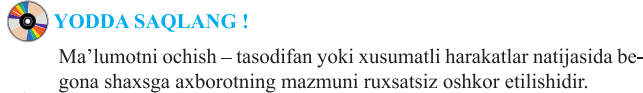 YODDA SAQLANG !
Ma’lumotni ochish – tasodifan yoki xusumatli harakatlar natijasida be-
gona shaxsga axborotning mazmuni ruxsatsiz oshkor etilishidir.